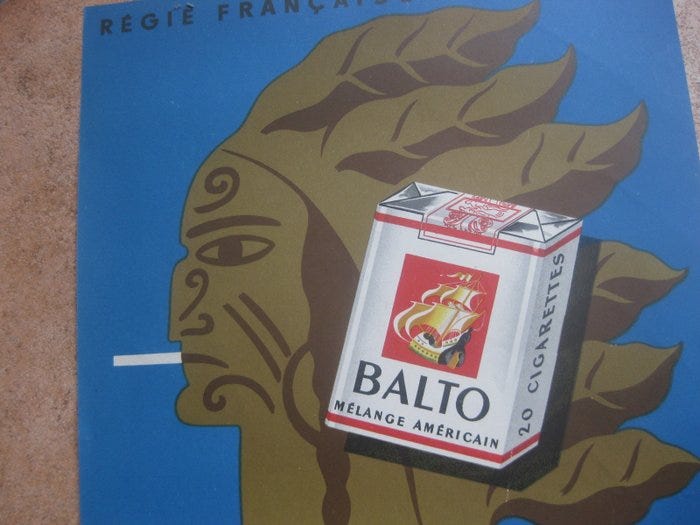 RÉGIE FRANÇAISE
BALTO
MÉLANGE AMÉRICAIN
20 CIGARETTES